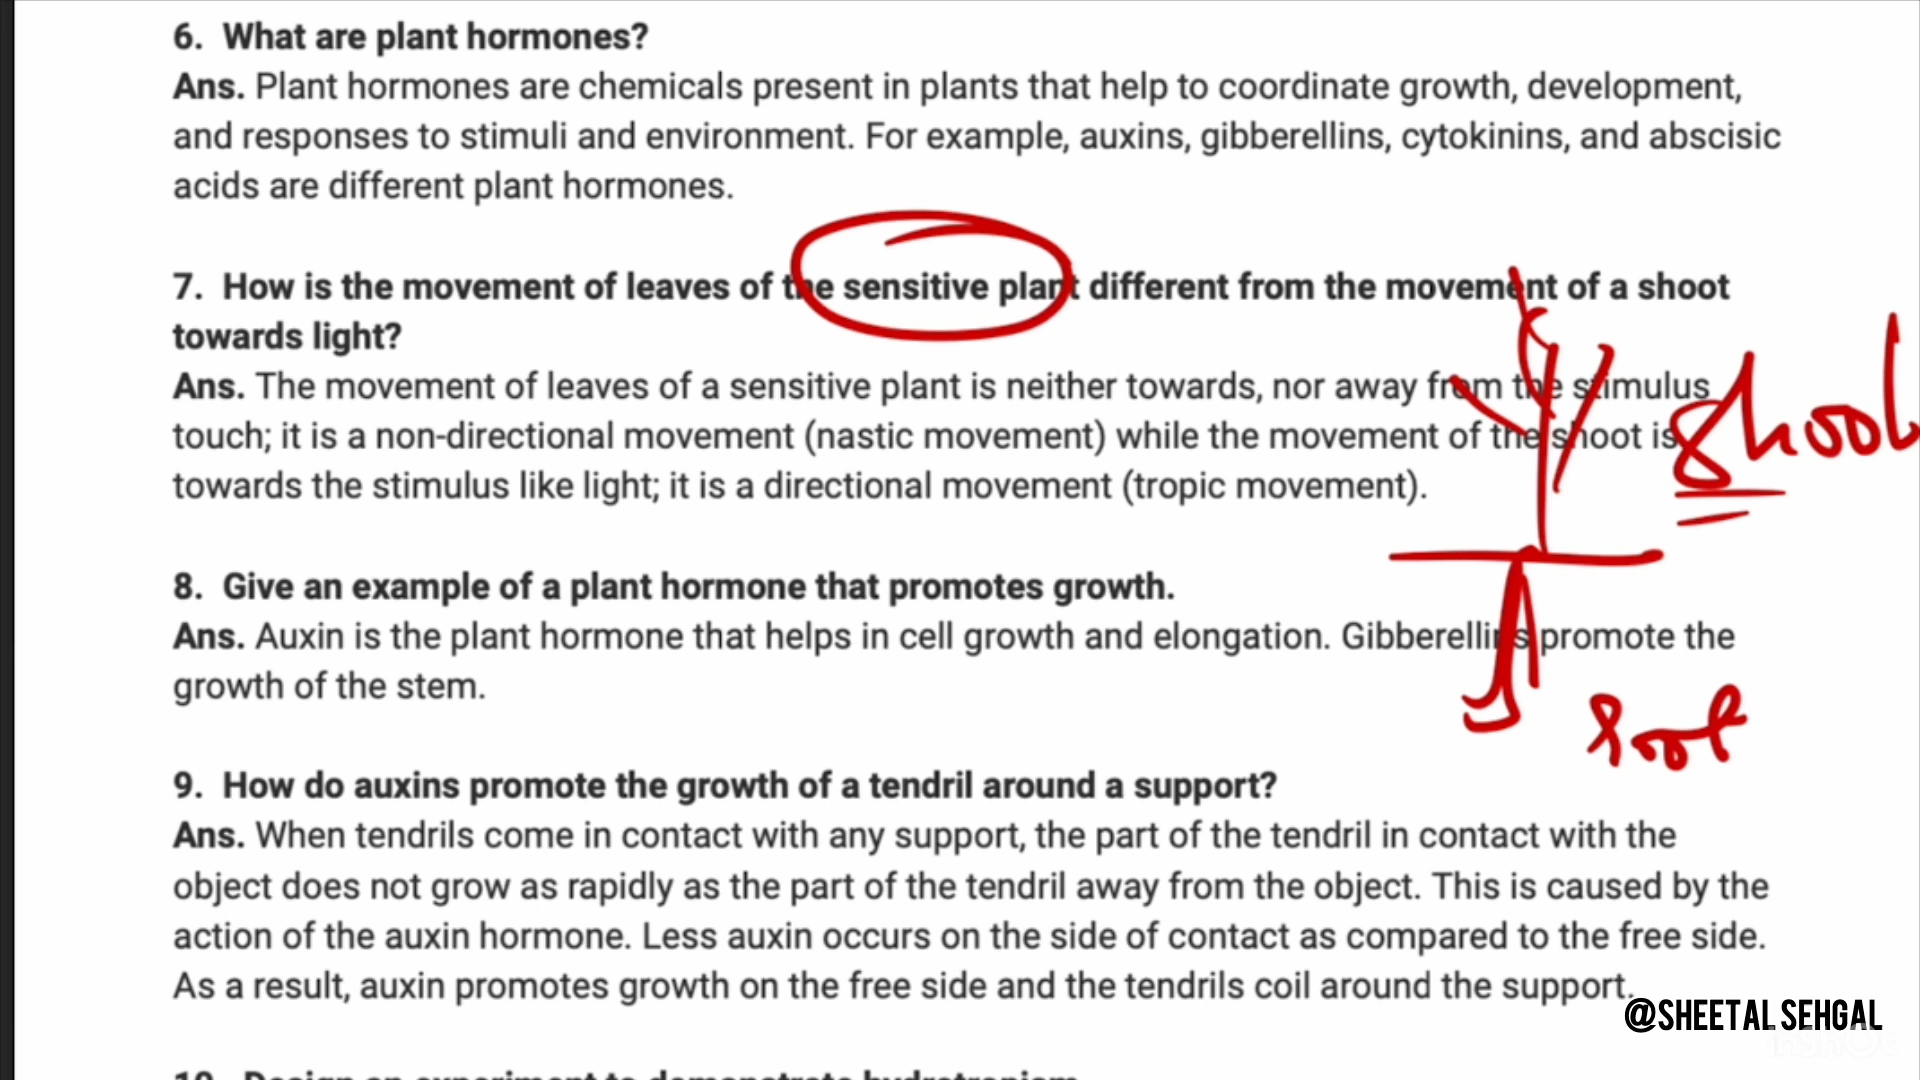 6. What are plant hormones?
Ans. Plant hormones are chemicals present in plants that help to coordinate growth, development,
and responses to stimuli and environment. For example, auxins, gibberellins, cytokinins, and abscisic
acids are different plant hormones.
7. How is the movement of leaves of the sensitive plant different from the movement of a shoot
towards light?
Ans. The movement of leaves of a sensitive plant is neither towards, nor away from the stimulus
touch; it is a non-directional movement (nastic movement) while the movement of the shoot is
towards the stimulus like light; it is a directional movement (tropic movement).
shoot
8. Give an example of a plant hormone that promotes growth.
Ans. Auxin is the plant hormone that helps in cell growth and elongation. Gibberellins promote the
growth of the stem.
root
9. How do auxins promote the growth of a tendril around a support?
Ans. When tendrils come in contact with any support, the part of the tendril in contact with the
object does not grow as rapidly as the part of the tendril away from the object. This is caused by the
action of the auxin hormone. Less auxin occurs on the side of contact as compared to the free side.
As a result, auxin promotes growth on the free side and the tendrils coil around the support.
@SHEETAL SEHGAL
10. Design an experiment to demonstrate hydrotropism.